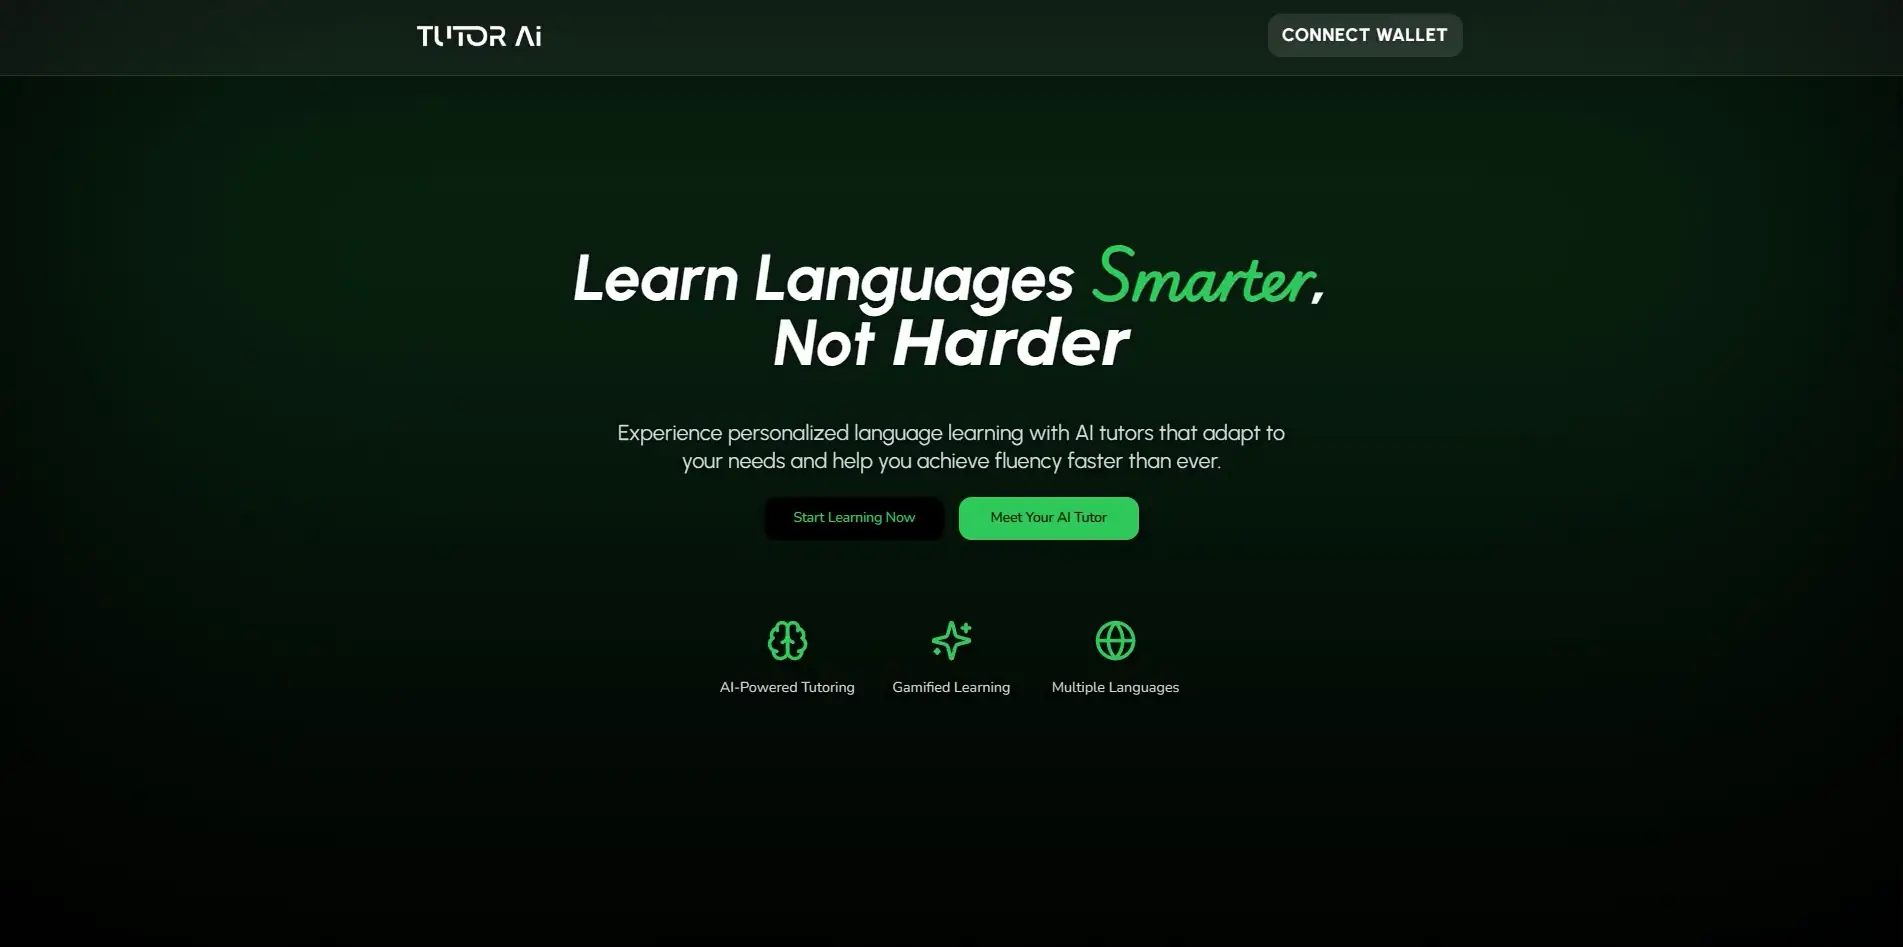 TUTOR Ai
CONNECT WALLET
Learn Languages Smarter,
Not Harder
Experience personalized language learning with AI tutors that adapt to
your needs and help you achieve fluency faster than ever.
Start Learning Now
Meet Your AI Tutor
AI-Powered Tutoring
Gamified Learning
Multiple Languages